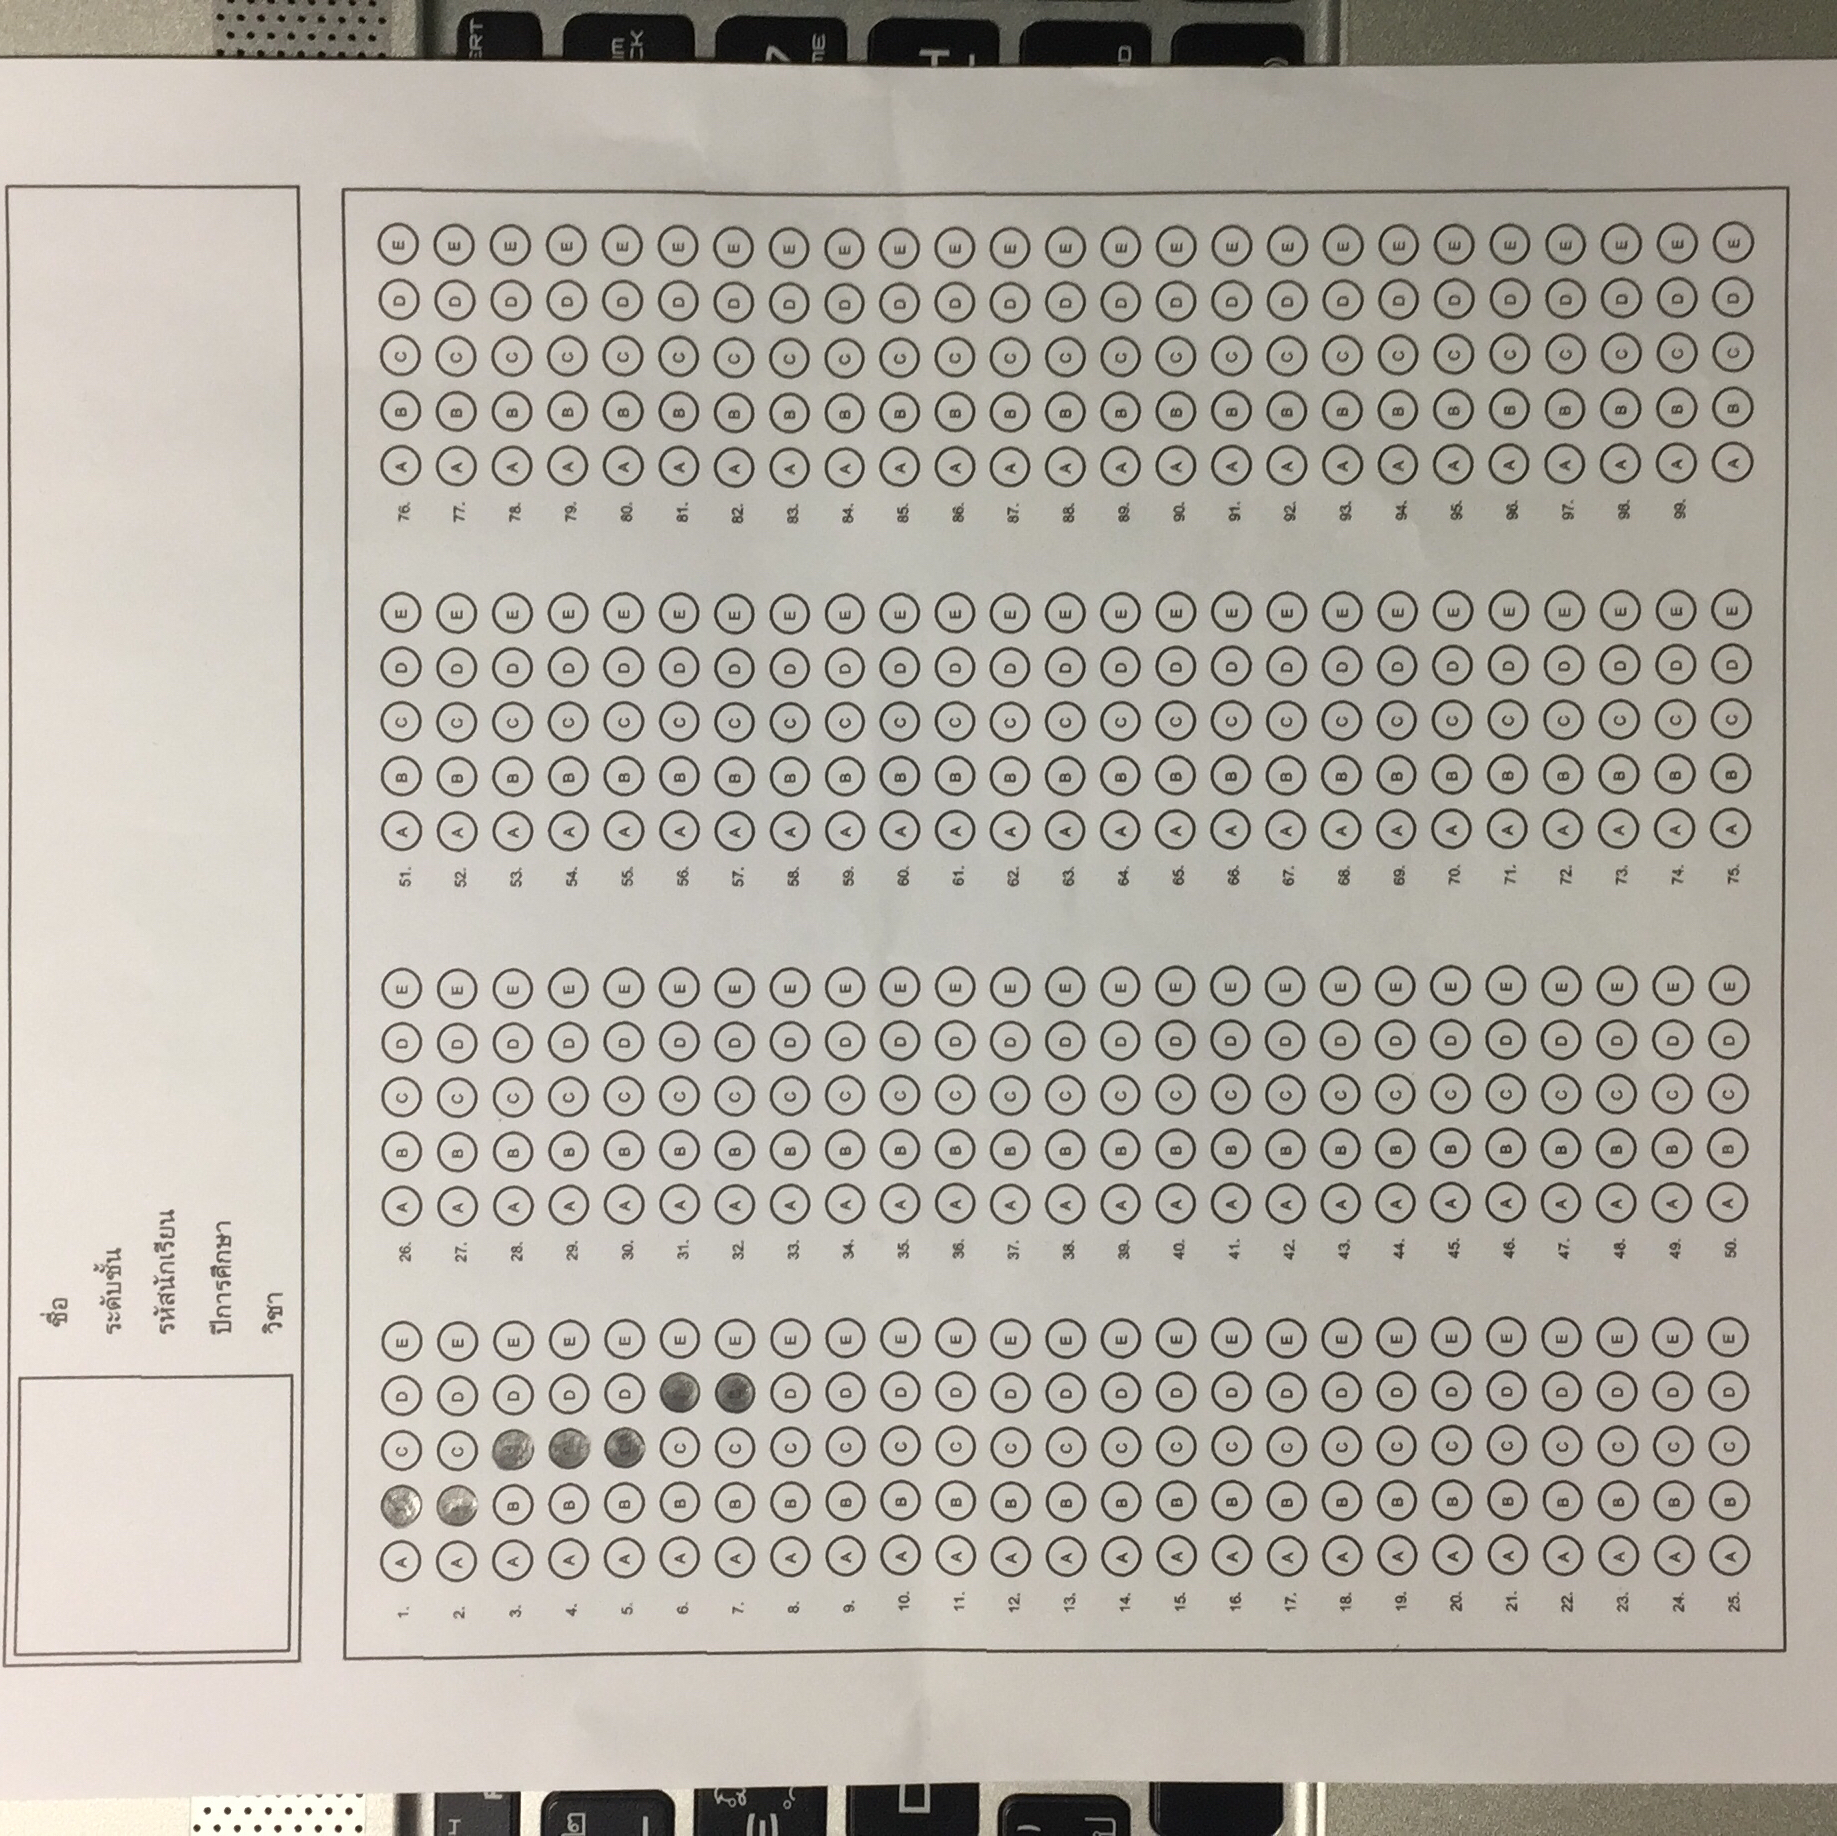 ชื่อ
ระดับชั้น
รหัสนักเรียน
ปีการศึกษา
วิชา
1. A C D E 26. A B C D E 51. A B C D E 76. A B C D E
2. A C D E 27. A B C D E 52. A B C D E 77. A B C D E
3. A B D E 28. A B C D E 53. A B C D E 78. A B C D E
4. A B D E 29. A B C D E 54. A B C D E 79. A B C D E
5. A B C D E 30. A B C D E 55. A B C D E 80. A B C D E
6. A B C E 31. A B C D E 56. A B C D E 81. A B C D E
7. A B C E 32. A B C D E 57. A B C D E 82. A B C D E
8. A B C D E 33. A B C D E 58. A B C D E 83. A B C D E
9. A B C D E 34. A B C D E 59. A B C D E 84. A B C D E
10. A B C D E 35. A B C D E 60. A B C D E 85. A B C D E
11. A B C D E 36. A B C D E 61. A B C D E 86. A B C D E
12. A B C D E 37. A B C D E 62. A B C D E 87. A B C D E
13. A B C D E 38. A B C D E 63. A B C D E 88. A B C D E
14. A B C D E 39. A B C D E 64. A B C D E 89. A B C D E
15. A B C D E 40. A B C D E 65. A B C D E 90. A B C D E
16. A B C D E 41. A B C D E 66. A B C D E 91. A B C D E
17. A B C D E 42. A B C D E 67. A B C D E 92. A B C D E
18. A B C D E 43. A B C D E 68. A B C D E 93. A B C D E
19. A B C D E 44. A B C D E 69. A B C D E 94. A B C D E
20. A B C D E 45. A B C D E 70. A B C D E 95. A B C D E
21. A B C D E 46. A B C D E 71. A B C D E 96. A B C D E
22. A B C D E 47. A B C D E 72. A B C D E 97. A B C D E
23. A B C D E 48. A B C D E 73. A B C D E 98. A B C D E
24. A B C D E 49. A B C D E 74. A B C D E 99. A B C D E
25. A B C D E 50. A B C D E 75. A B C D E A B C D E